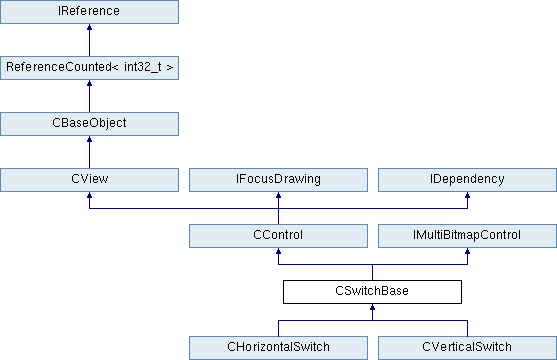 IReference
ReferenceCounted< int32_t >
CBaseObject
CView
IFocusDrawing
IDependency
CControl
IMultiBitmapControl
CSwitchBase
CHorizontalSwitch
CVerticalSwitch